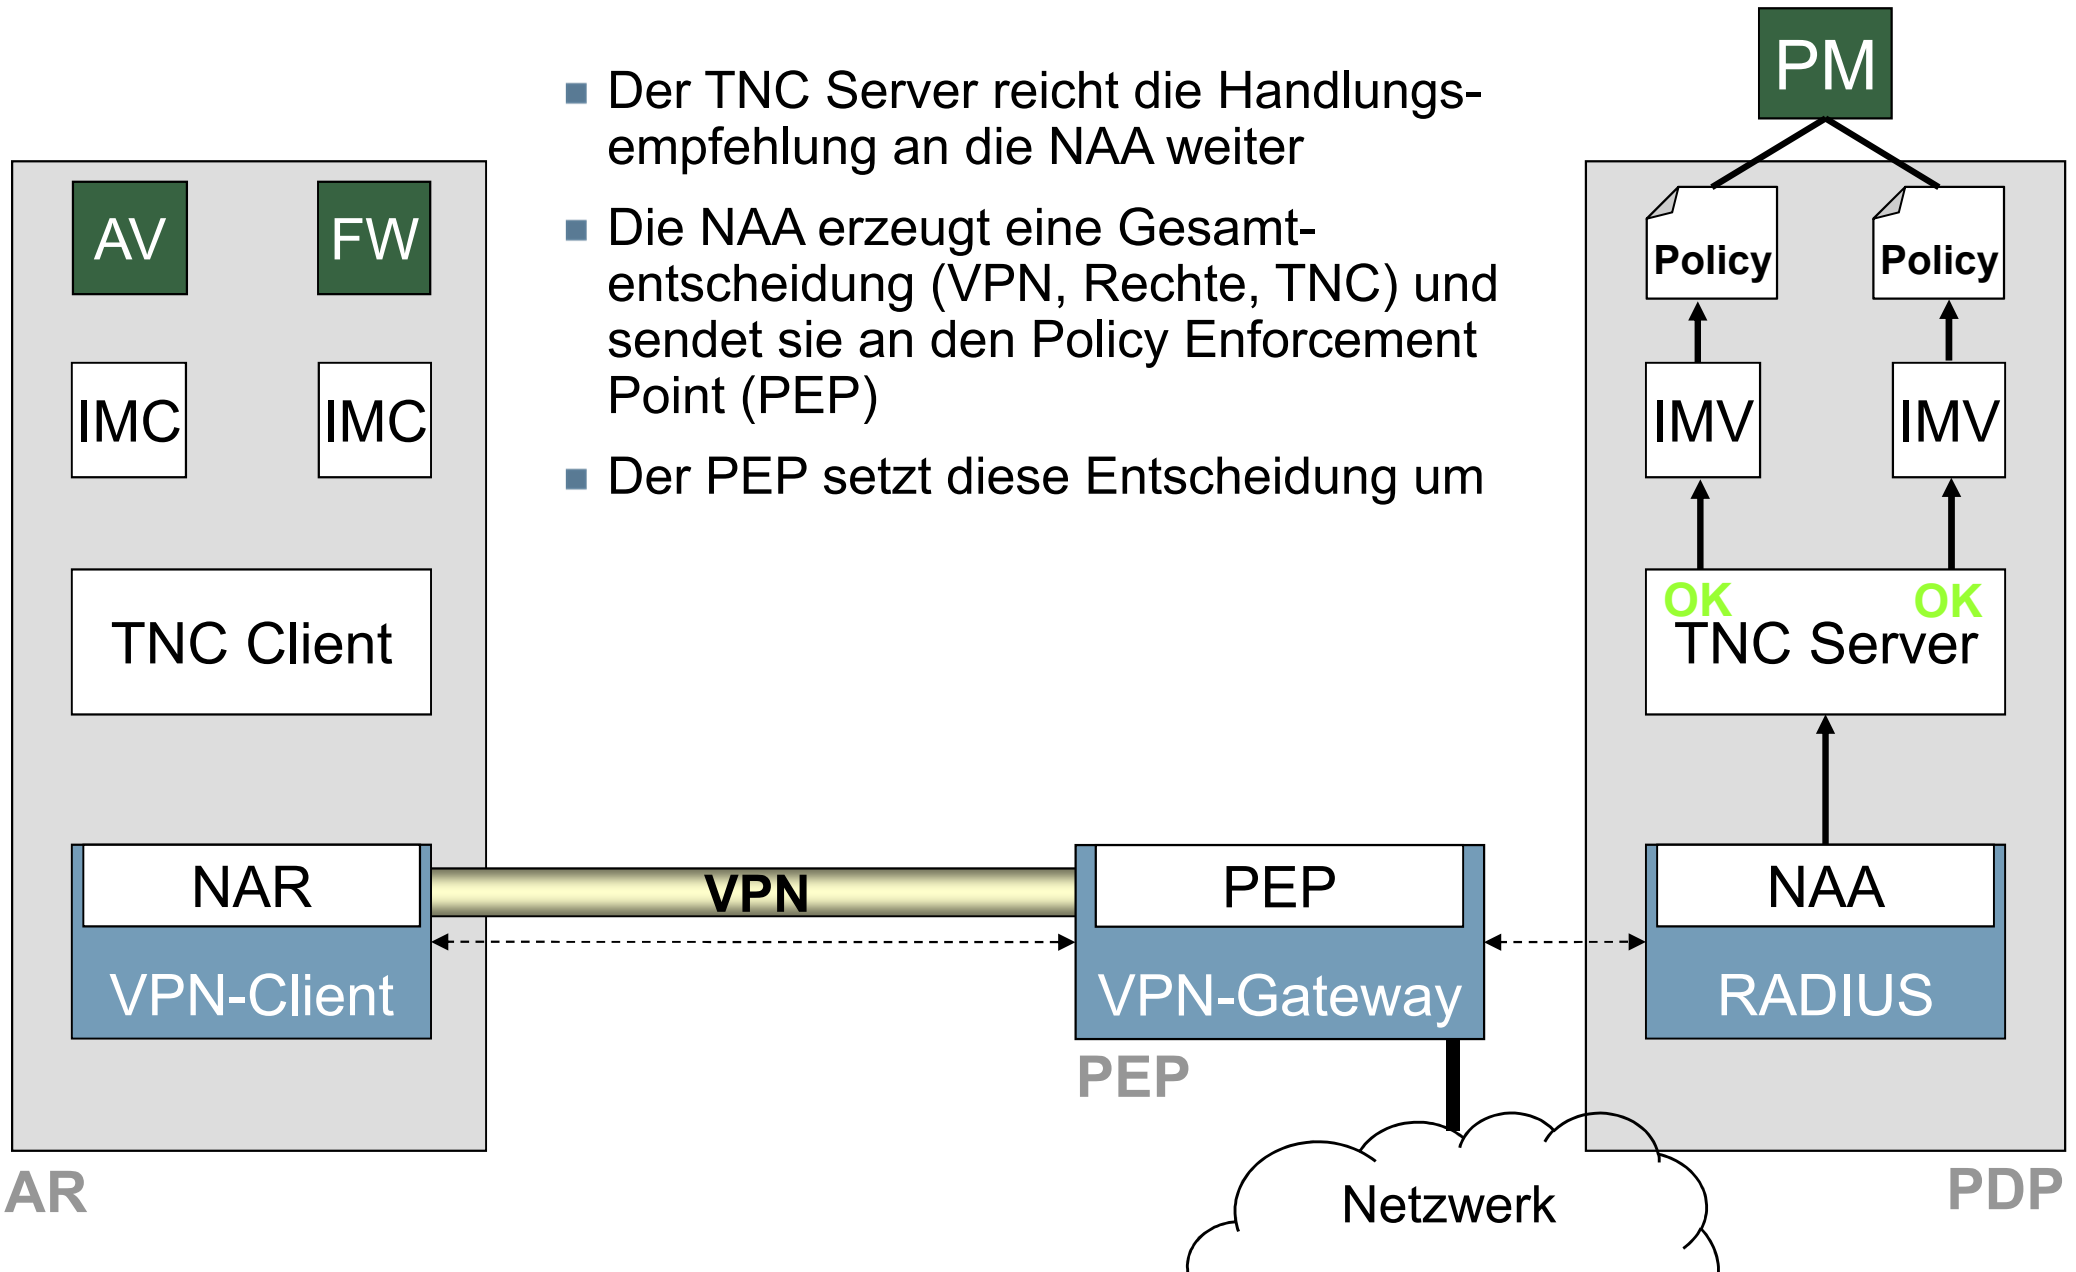 PM
Der TNC Server reicht die Handlungs-
empfehlung an die NAA weiter
Die NAA erzeugt eine Gesamt-
entscheidung (VPN, Rechte, TNC) und
sendet sie an den Policy Enforcement
Point (PEP)
Der PEP setzt diese Entscheidung um
AV
FW
IMC
IMC
TNC Client
NAR
VPN-Client
AR
VPN
PEP
VPN-Gateway
PEP
Netzwerk
Policy
Policy
IMV
IMV
OK
OK
TNC Server
NAA
RADIUS
PDP